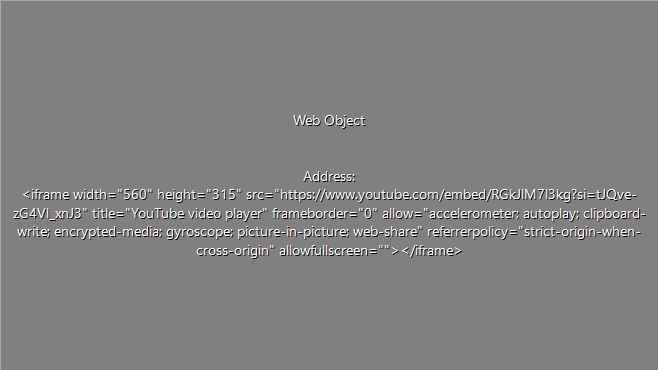 Web Object
Address:
<iframe width="560" height="315" src="https://www.youtube.com/embed/RGkJlM7l3kg?si=tJQve-
zG4Vl_xnJ3" title="YouTube video player" frameborder="0" allow="accelerometer; autoplay; clipboard-
write; encrypted-media; gyroscope; picture-in-picture; web-share" referrerpolicy="strict-origin-when-
cross-origin" allowfullscreen=""></iframe>